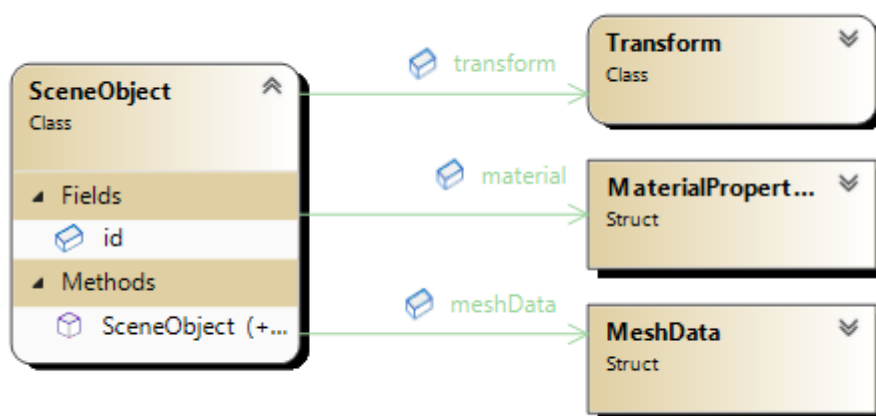 SceneObject
Class
Fields
id
Methods
SceneObject (+...
transform
material
meshData
Transform
Class
MaterialPropert...
Struct
MeshData
Struct